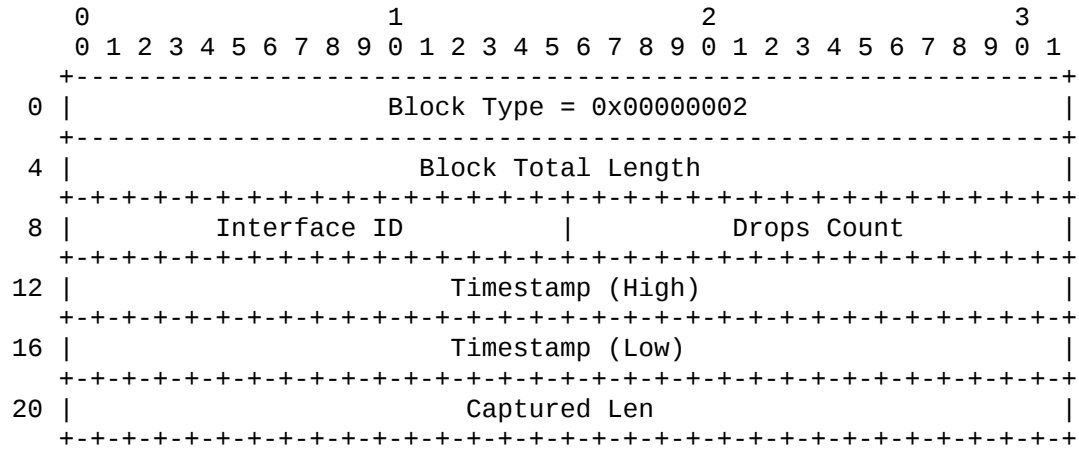 0                   1                   2                   3
0 1 2 3 4 5 6 7 8 9 0 1 2 3 4 5 6 7 8 9 0 1 2 3 4 5 6 7 8 9 0 1
+---------------------------------------------------------------+
0 |                    Block Type = 0x00000002                    |
+---------------------------------------------------------------+
4 |                      Block Total Length                       |
+-+-+-+-+-+-+-+-+-+-+-+-+-+-+-+-+-+-+-+-+-+-+-+-+-+-+-+-+-+-+-+-+
8 |         Interface ID          |          Drops Count          |
+-+-+-+-+-+-+-+-+-+-+-+-+-+-+-+-+-+-+-+-+-+-+-+-+-+-+-+-+-+-+-+-+
12 |                        Timestamp (High)                       |
+-+-+-+-+-+-+-+-+-+-+-+-+-+-+-+-+-+-+-+-+-+-+-+-+-+-+-+-+-+-+-+-+
16 |                        Timestamp (Low)                        |
+-+-+-+-+-+-+-+-+-+-+-+-+-+-+-+-+-+-+-+-+-+-+-+-+-+-+-+-+-+-+-+-+
20 |                         Captured Len                          |
+-+-+-+-+-+-+-+-+-+-+-+-+-+-+-+-+-+-+-+-+-+-+-+-+-+-+-+-+-+-+-+-+